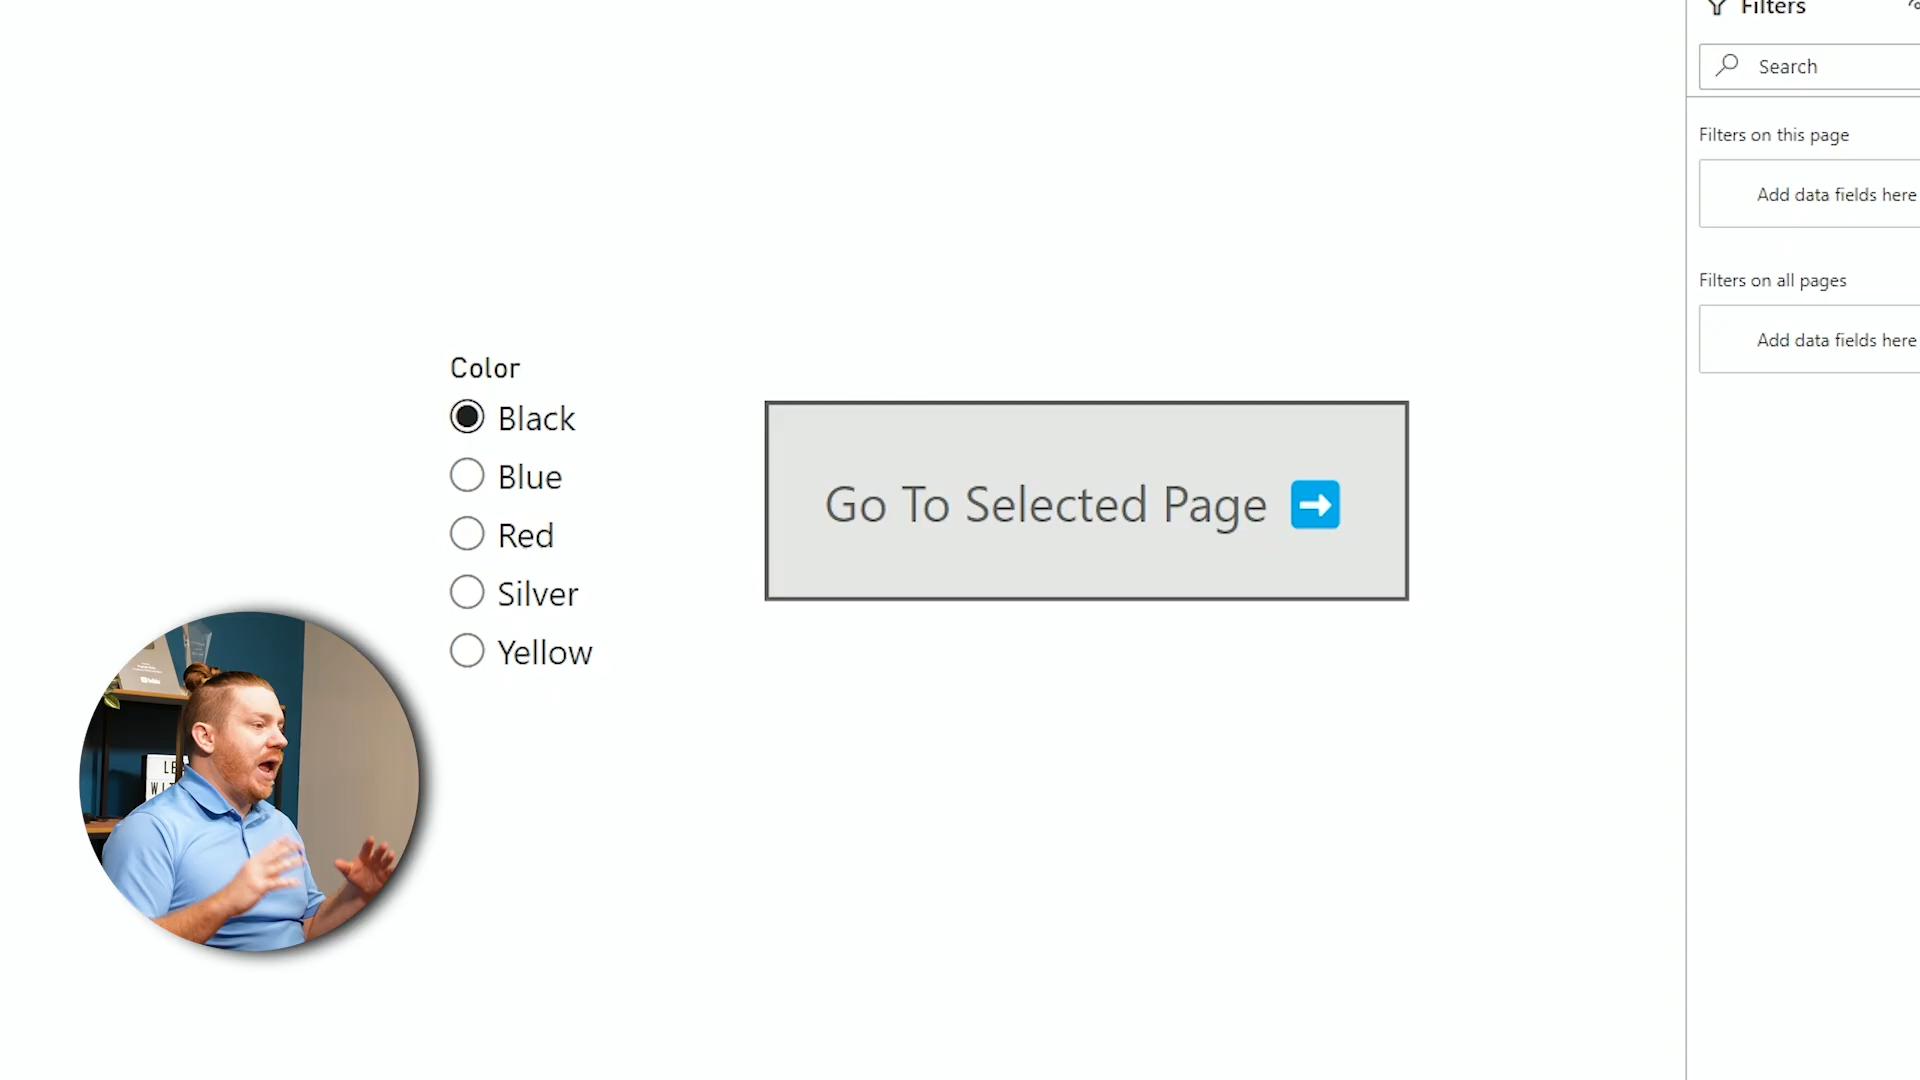 Filters
Search
Filters on this page
Add data fields here
Filters on all pages
Add data fields here
Color
Black
Blue
Red
Silver
Yellow
Go To Selected Page ➡